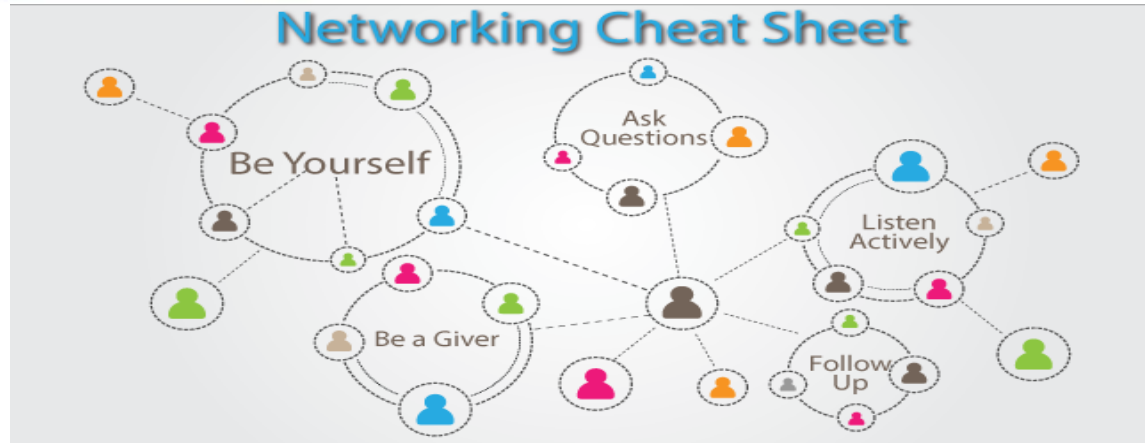 Networking Cheat Sheet
Be Yourself
Ask
Questions
Listen
Actively
Be a Giver
Follow
Up